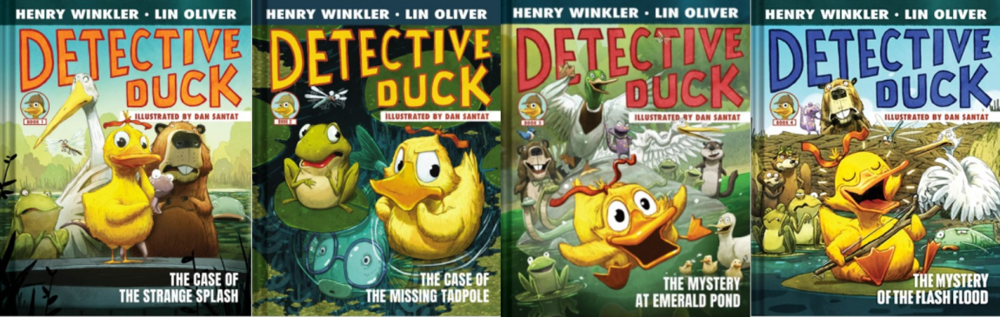 HENRY WINKLER · LIN OLIVER
DETECTIVE
DUCK
ILLUSTRATED BY DAN SANTAT
BOOK 1
THE CASE OF
THE STRANGE SPLASH
HENRY WINKLER · LIN OLIVER
DETECTIVE
DUCK
ILLUSTRATED BY DAN SANTAT
BOOK 2
THE CASE OF
THE MISSING TADPOLE
HENRY WINKLER · LIN OLIVER
DETECTIVE
DUCK
ILLUSTRATED BY DAN SANTAT
BOOK 3
THE MYSTERY
AT EMERALD POND
HENRY WINKLER · LIN OLIVER
DETECTIVE
DUCK
ILLUSTRATED BY DAN SANTAT
BOOK 4
THE MYSTERY
OF THE FLASH FLOOD